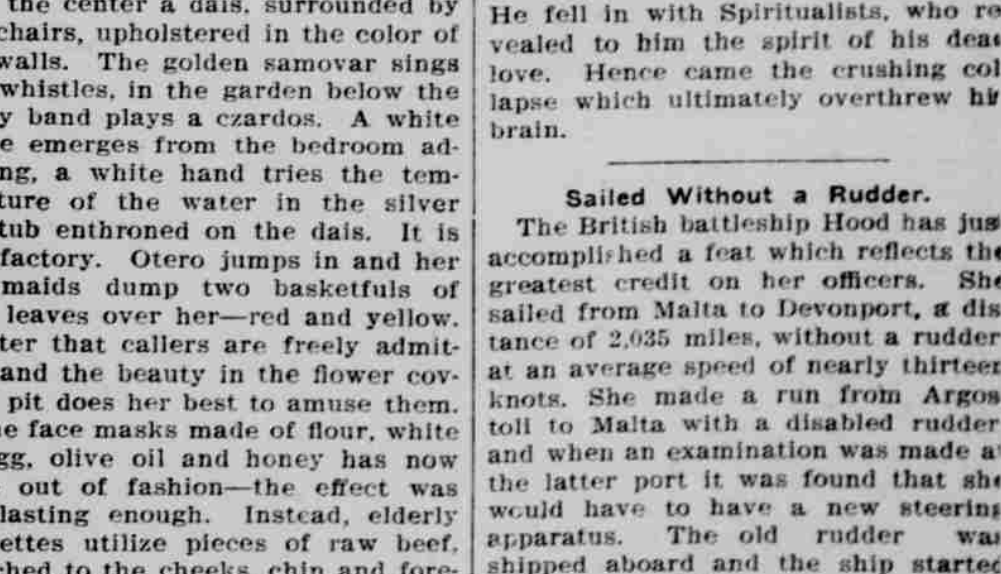 the center a dais, surrounded by
chairs, upholstered in the color of
walls. The golden samovar sings
whistles, in the garden below the
y band plays a czardos. A white
e emerges from the bedroom ad-
ng, a white hand tries the tem-
ture of the water in the silver
tub enthroned on the dais. It is
factory. Otero jumps in and her
maids dump two basketfuls of
leaves over her—red and yellow.
ter that callers are freely admit-
and the beauty in the flower cov-
pit does her best to amuse them.
e face masks made of flour, white
gg, olive oil and honey has now
out of fashion—the effect was
lasting enough. Instead, elderly
ettes utilize pieces of raw beef,
ched to the cheeks, chin and fore-
He fell in with Spiritualists, who re
vealed to him the spirit of his dead
love. Hence came the crushing col
lapse which ultimately overthrew his
brain.
Sailed Without a Rudder.
The British battleship Hood has jus
accomplished a feat which reflects the
greatest credit on her officers. She
sailed from Malta to Devonport, a dis
tance of 2,035 miles, without a rudder
at an average speed of nearly thirteen
knots. She made a run from Argos
toli to Malta with a disabled rudder
and when an examination was made a
the latter port it was found that she
would have to have a new steering
apparatus. The old rudder was
shipped aboard and the ship started